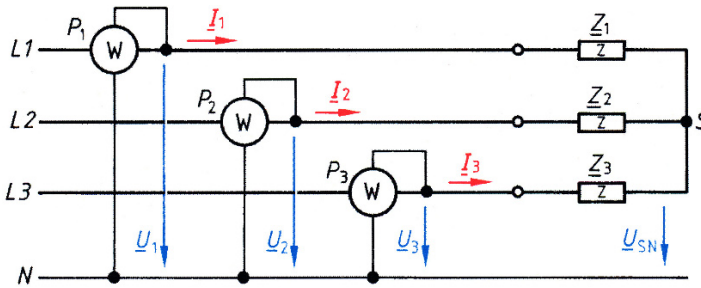 P1 I1 Z1
L1 W Z
P2 I2 Z2
L2 W Z S
P3 I3 Z3
L3 W Z
U1 U2 U3 USN
N